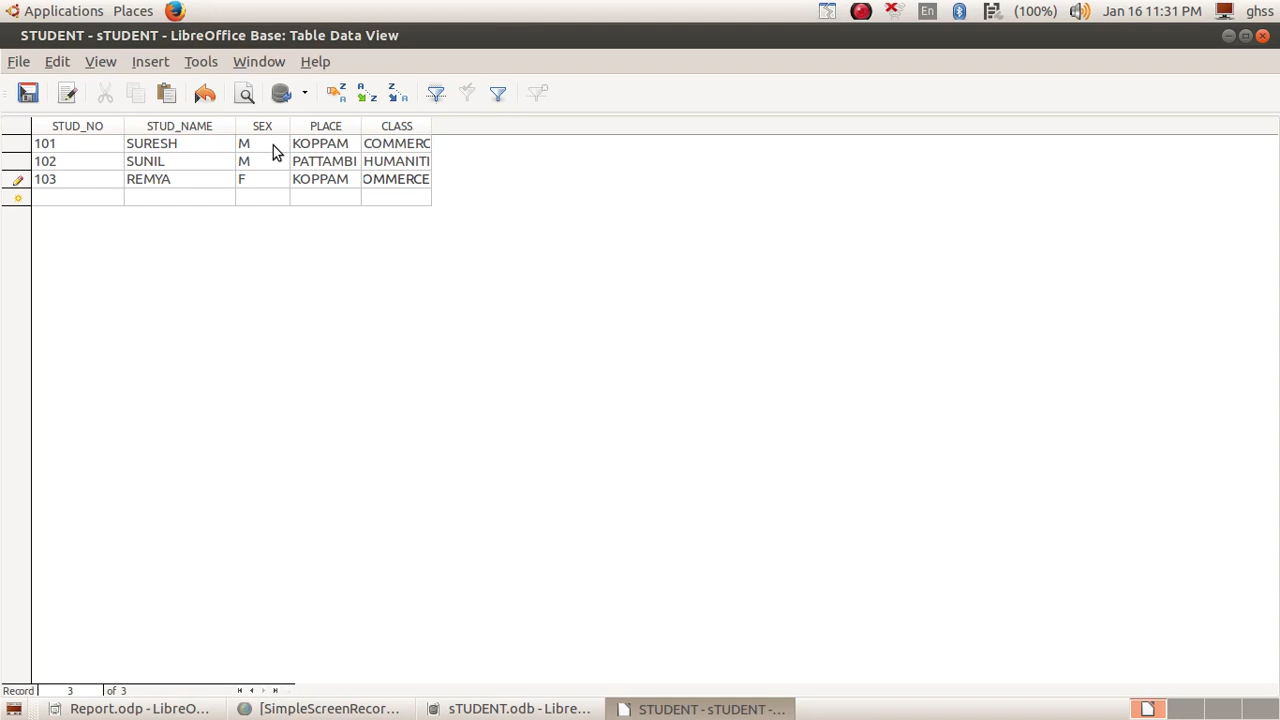 Applications Places En (100%) Jan 16 11:31 PM ghss
STUDENT - sTUDENT - LibreOffice Base: Table Data View
File Edit View Insert Tools Window Help
STUD_NO STUD_NAME SEX PLACE CLASS
101 SURESH M KOPPAM COMMERC
102 SUNIL M PATTAMBI HUMANITI
103 REMYA F KOPPAM OMMERCE
Record 3 of 3
Report.odp - LibreO... [SimpleScreenRecor... sTUDENT.odb - Libre... STUDENT - sTUDENT -...